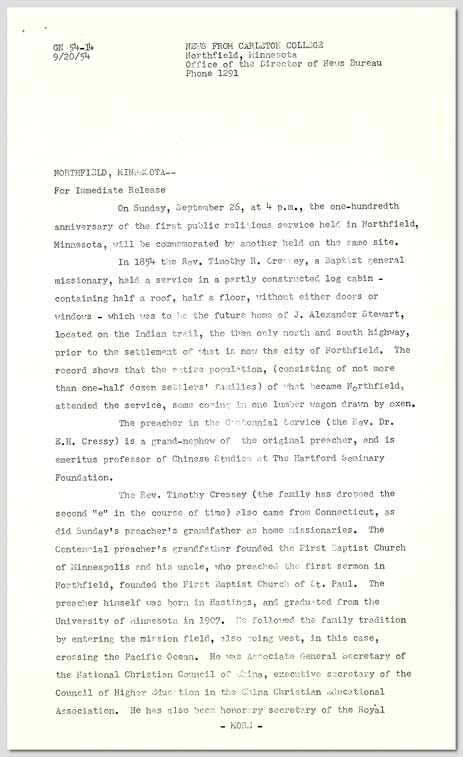 GN 54-14
9/20/54
NEWS FROM CARLETON COLLEGE
Northfield, Minnesota
Office of the Director of News Bureau
Phone 1291
NORTHFIELD, MINNESOTA--
For Immediate Release
On Sunday, September 26, at 4 p.m., the one-hundredth
anniversary of the first public religious service held in Northfield,
Minnesota, will be commemorated by another held on the same site.
In 1854 the Rev. Timothy R. Cressey, a Baptist general
missionary, held a service in a partly constructed log cabin -
containing half a roof, half a floor, without either doors or
windows - which was to be the future home of J. Alexander Stewart,
located on the Indian trail, the then only north and south highway,
prior to the settlement of what is now the city of Northfield. The
record shows that the entire population, (consisting of not more
than one-half dozen settlers' families) of what became Northfield,
attended the service, some coming in one lumber wagon drawn by oxen.
The preacher in the Centennial Service (the Rev. Dr.
E.H. Cressy) is a grand-nephew of the original preacher, and is
emeritus professor of Chinese Studies at The Hartford Seminary
Foundation.
The Rev. Timothy Cressey (the family has dropped the
second "e" in the course of time) also came from Connecticut, as
did Sunday's preacher's grandfather as home missionaries. The
Centennial preacher's grandfather founded the First Baptist Church
of Minneapolis and his uncle, who preached the first sermon in
Northfield, founded the First Baptist Church of St. Paul. The
preacher himself was born in Hastings, and graduated from the
University of Minnesota in 1907. He followed the family tradition
by entering the mission field, also going west, in this case,
crossing the Pacific Ocean. He was Associate General Secretary of
the National Christian Council of China, executive secretary of the
Council of Higher Education in the China Christian Educational
Association. He has also been honorary secretary of the Royal
- MORE -